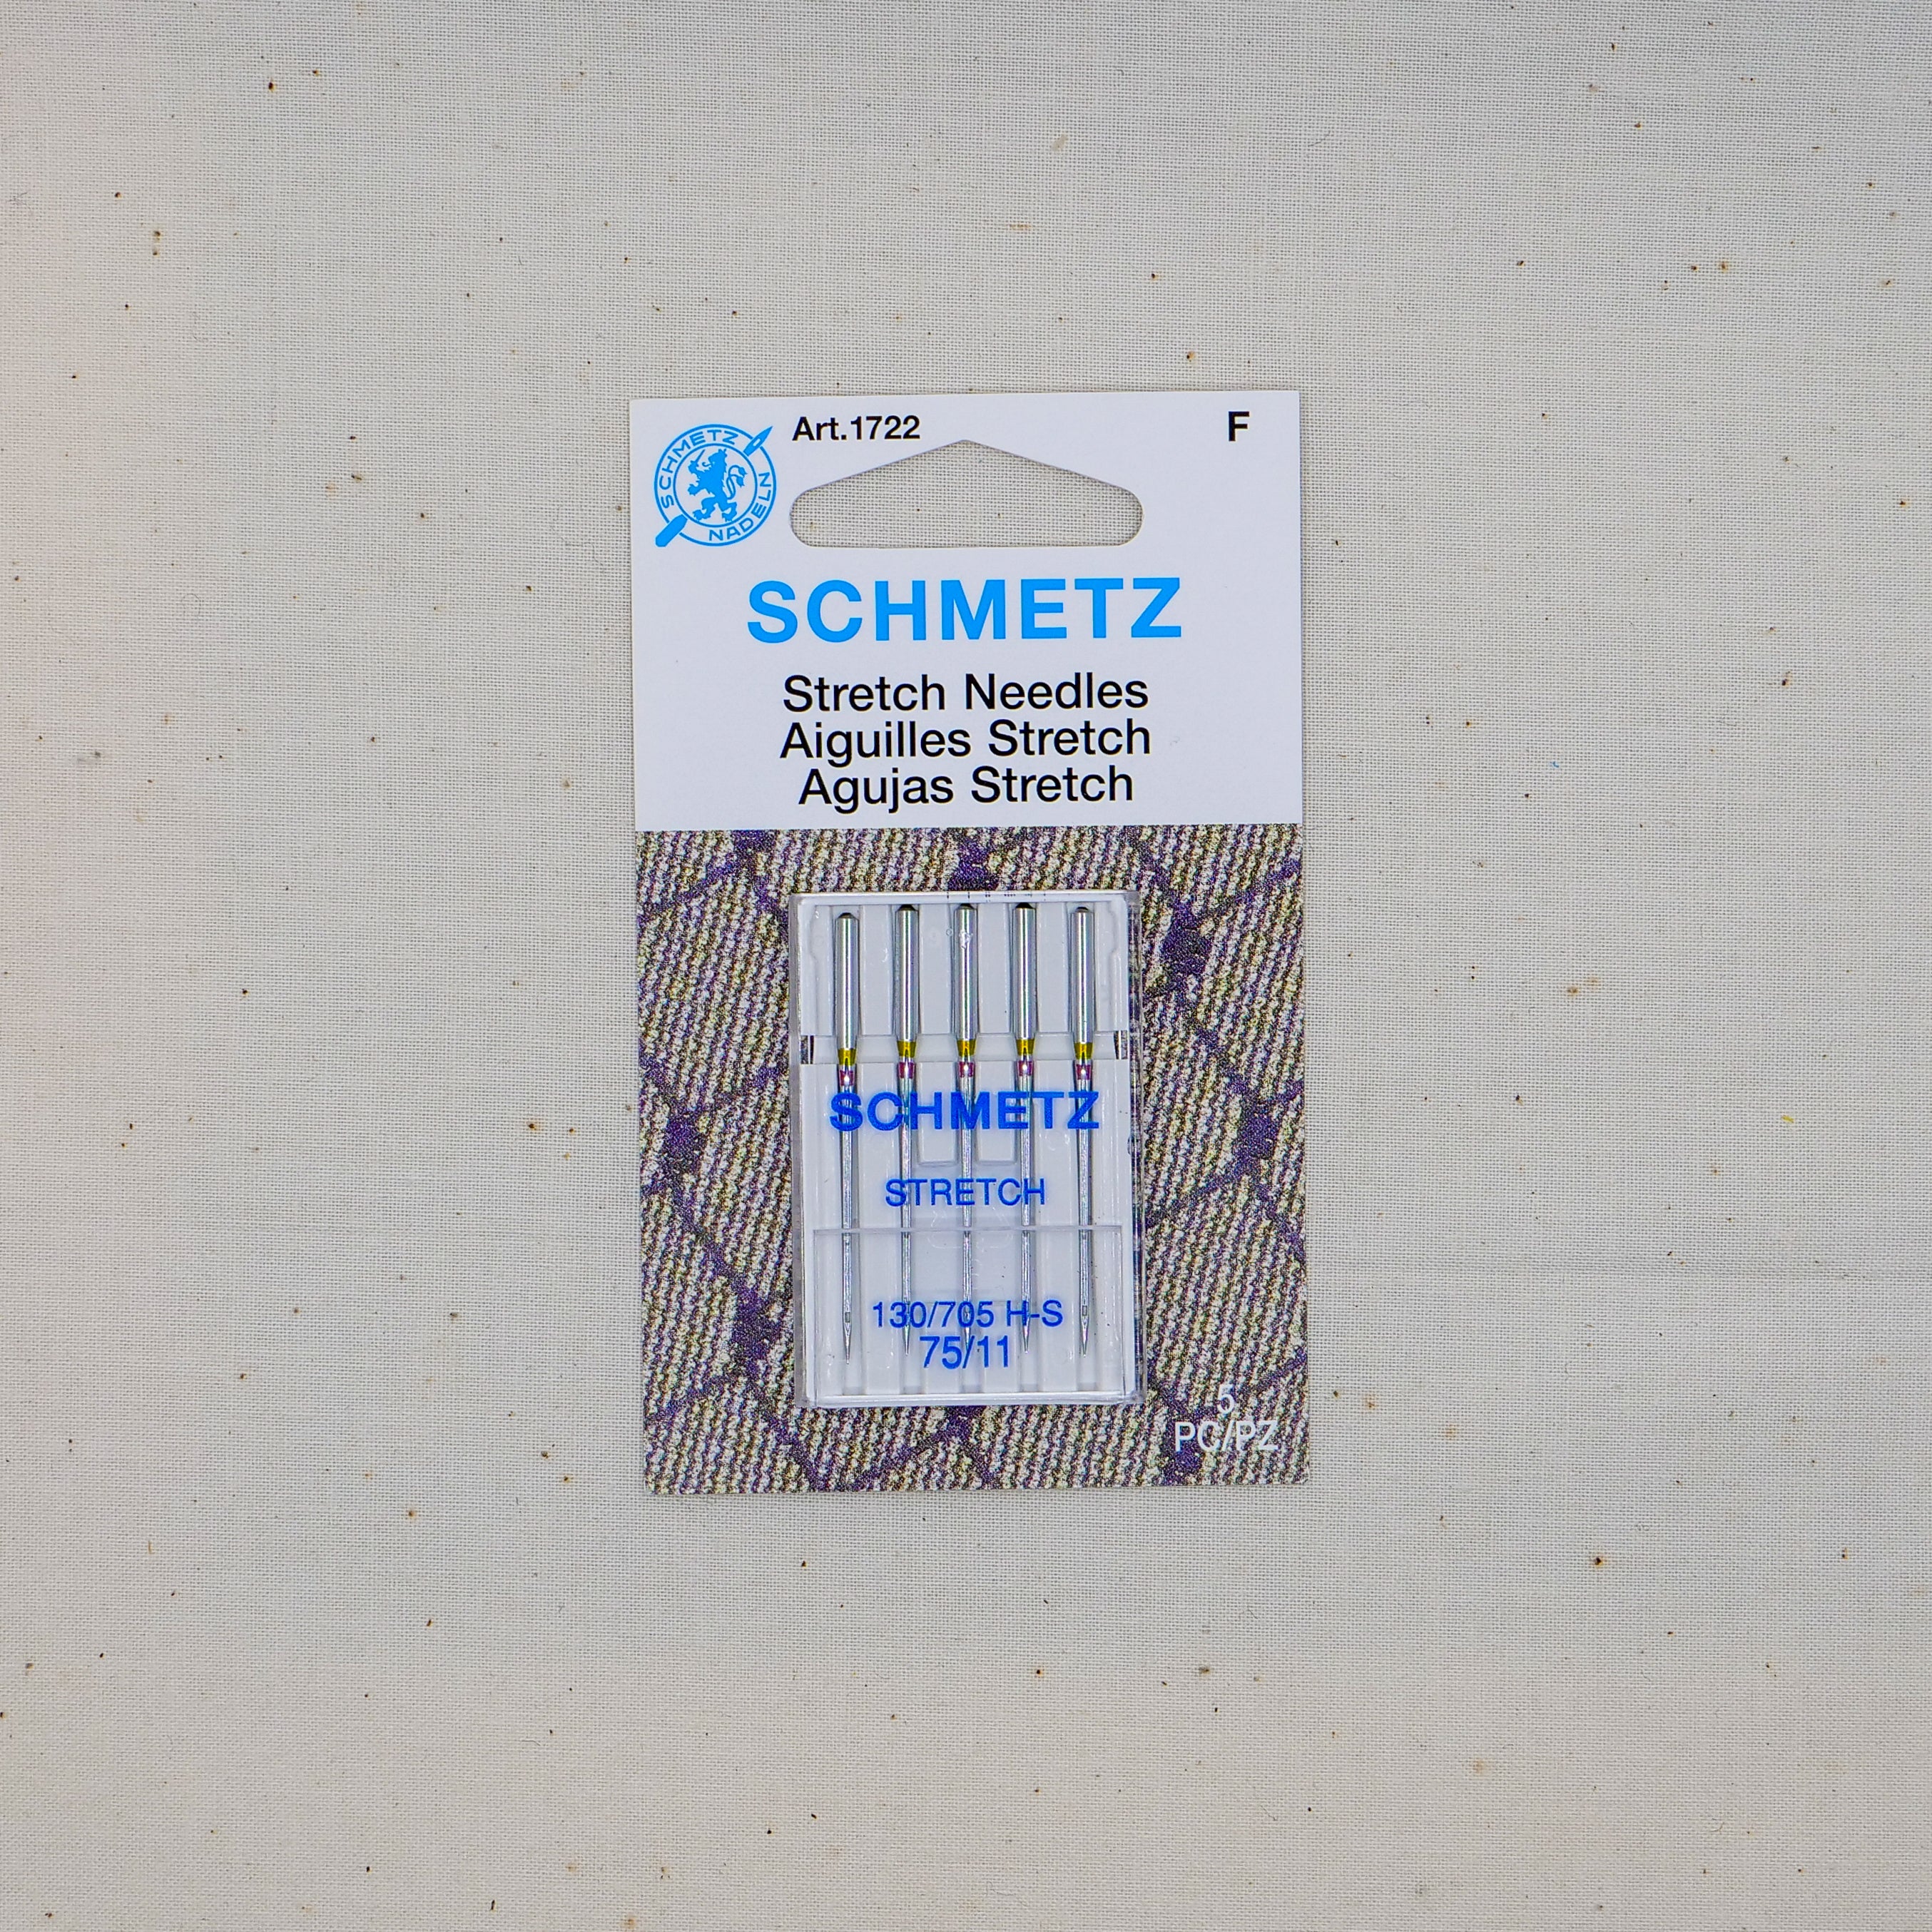 Art.1722
F
SCHMETZ
NADELN
SCHMETZ
Stretch Needles
Aiguilles Stretch
Agujas Stretch
SCHMETZ
STRETCH
130/705 H-S
75/11
5
PC/PZ